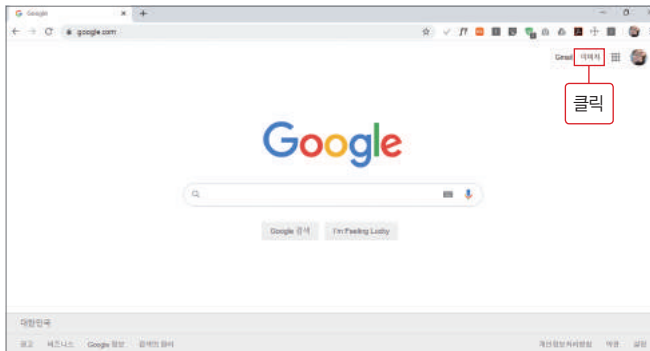 Google
google.com
Gmail 이미지
클릭
Google
Google 검색 I'm Feeling Lucky
대한민국
광고 비즈니스 Google 정보 검색의 원리 개인정보처리방침 약관 설정